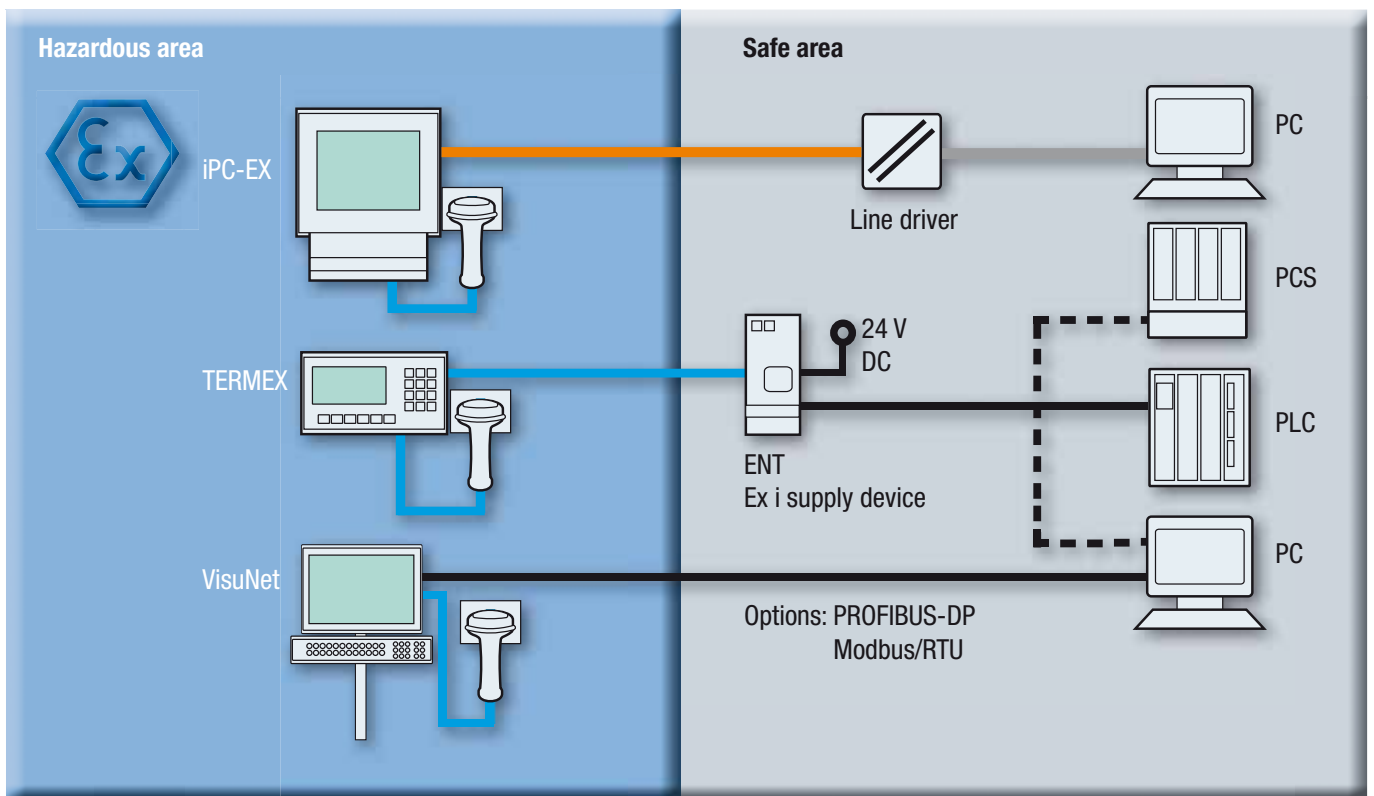 Hazardous area
Safe area
Ex
iPC-EX
Line driver
PC
PCS
TERMEX
24 V
DC
PLC
ENT
Ex i supply device
VisuNet
PC
Options: PROFIBUS-DP
Modbus/RTU